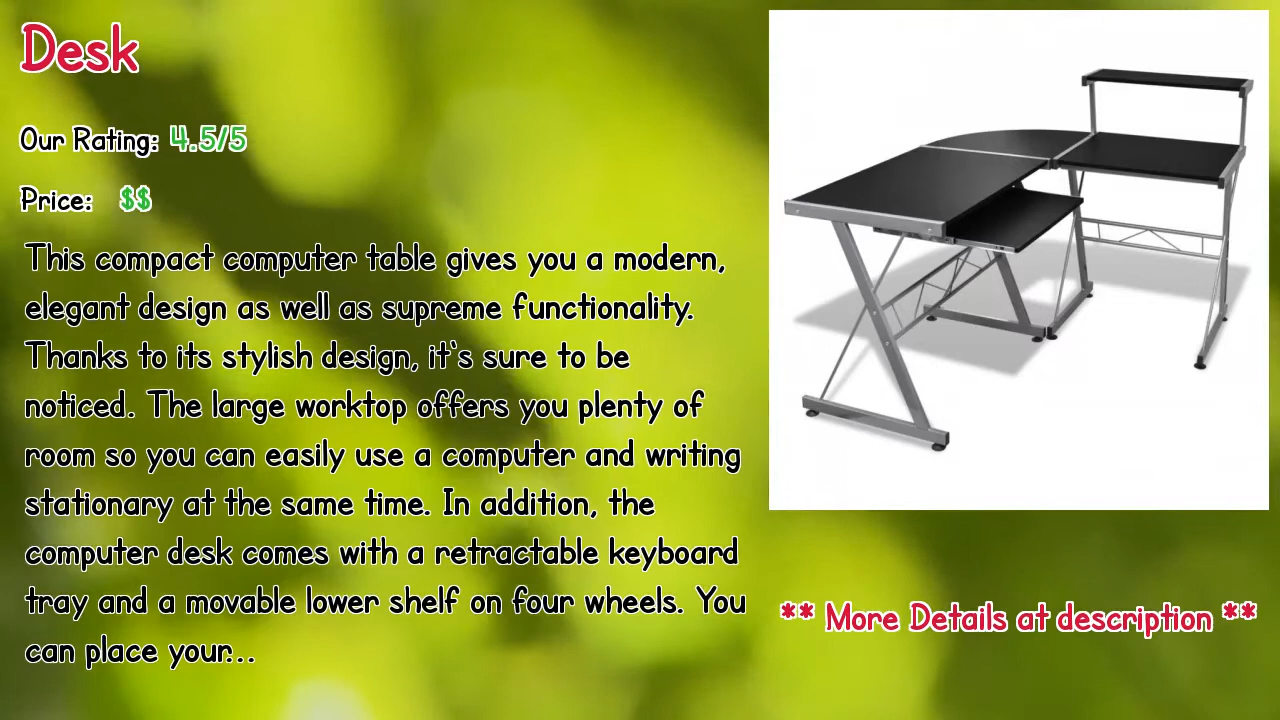 Desk
Our Rating: 4.5/5
Price: $$
This compact computer table gives you a modern,
elegant design as well as supreme functionality.
Thanks to its stylish design, it's sure to be
noticed. The large worktop offers you plenty of
room so you can easily use a computer and writing
stationary at the same time. In addition, the
computer desk comes with a retractable keyboard
tray and a movable lower shelf on four wheels. You
can place your...
** More Details at description **